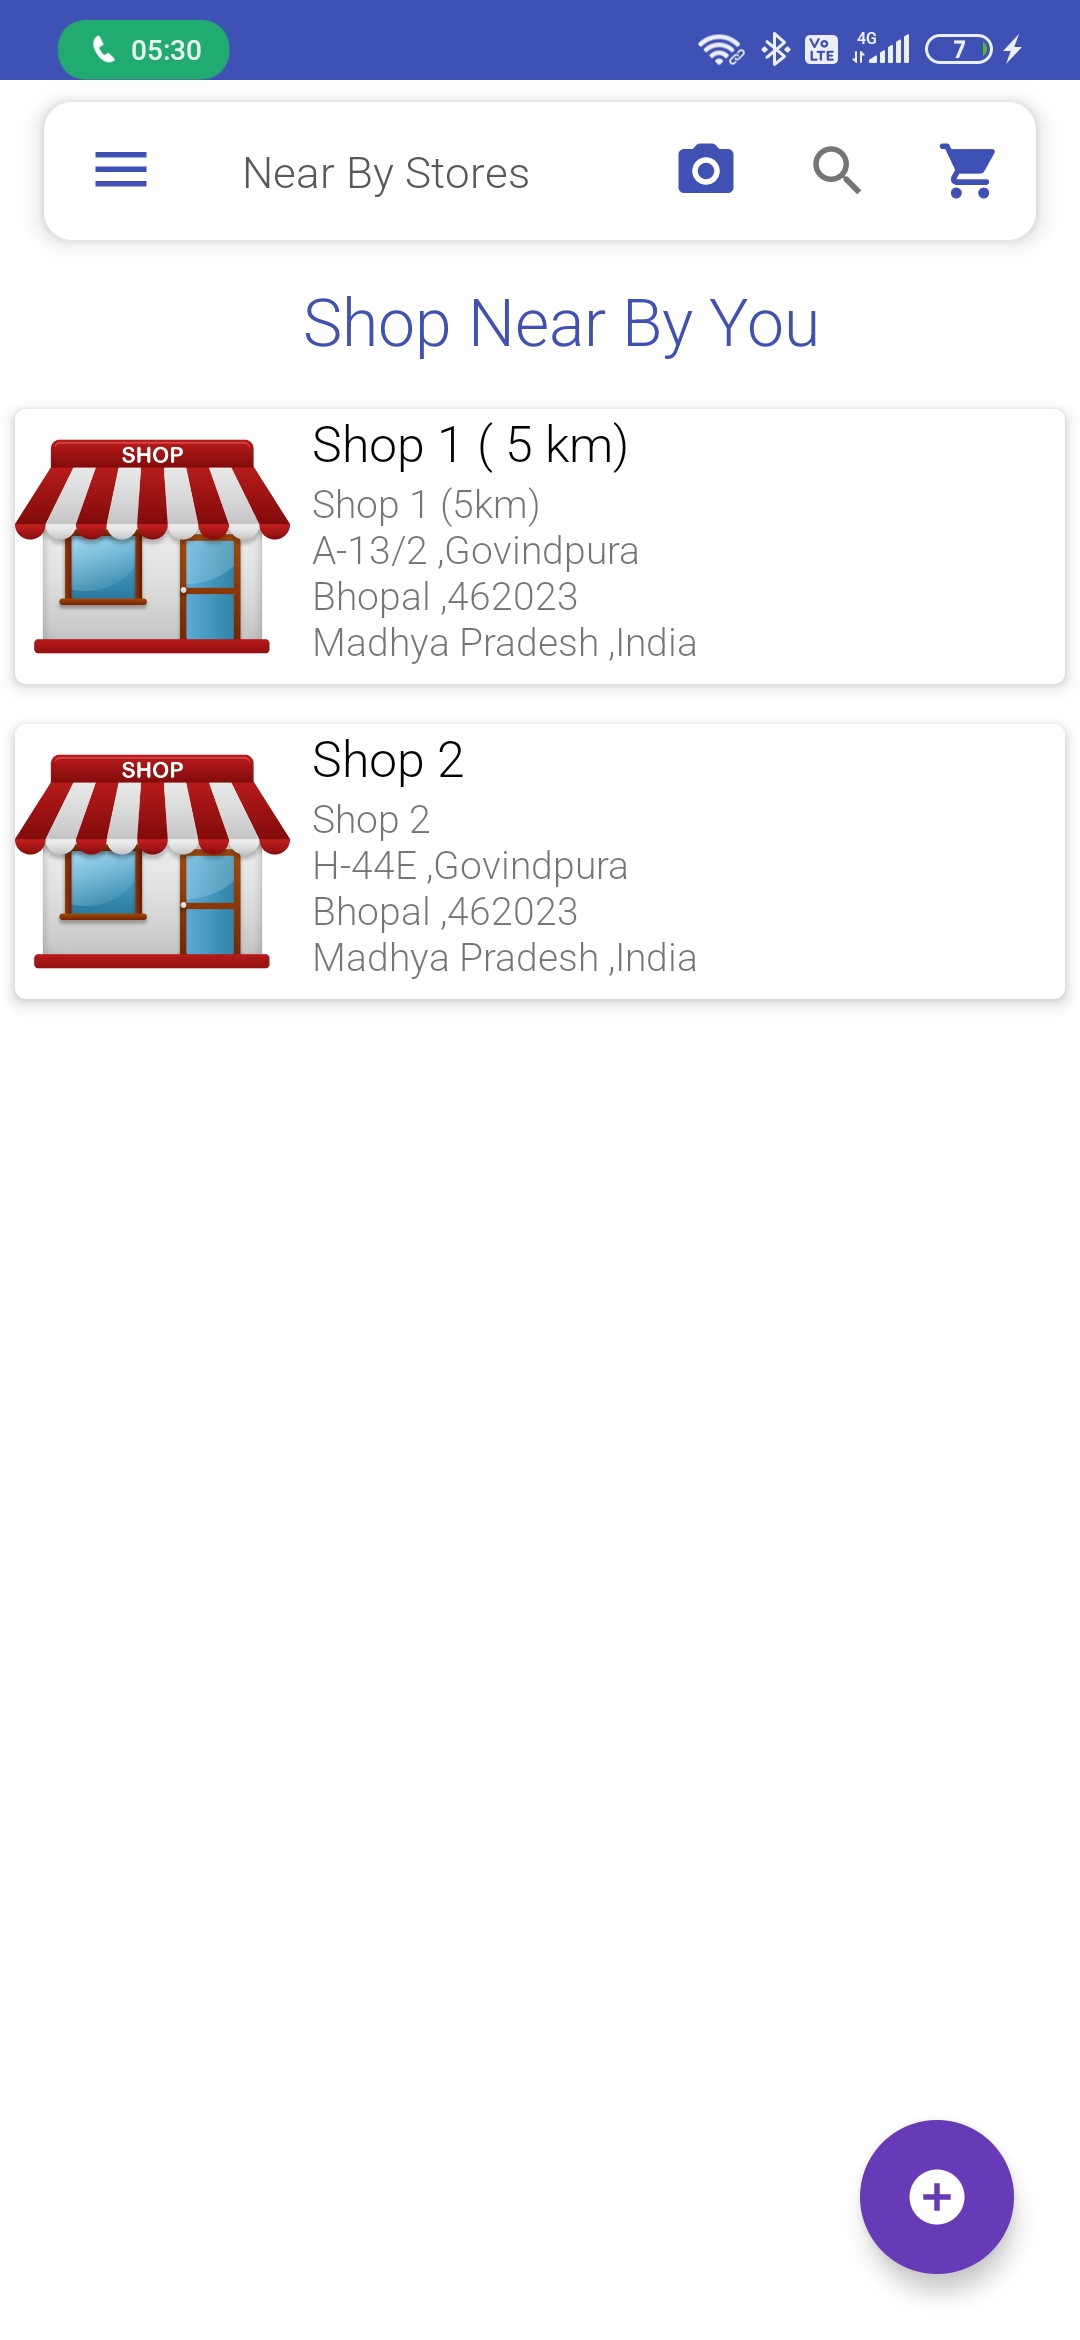 05:30
Vo
LTE
4G
7
Near By Stores
Shop Near By You
SHOP
Shop 1 ( 5 km)
Shop 1 (5km)
A-13/2 ,Govindpura
Bhopal ,462023
Madhya Pradesh ,India
SHOP
Shop 2
Shop 2
H-44E ,Govindpura
Bhopal ,462023
Madhya Pradesh ,India